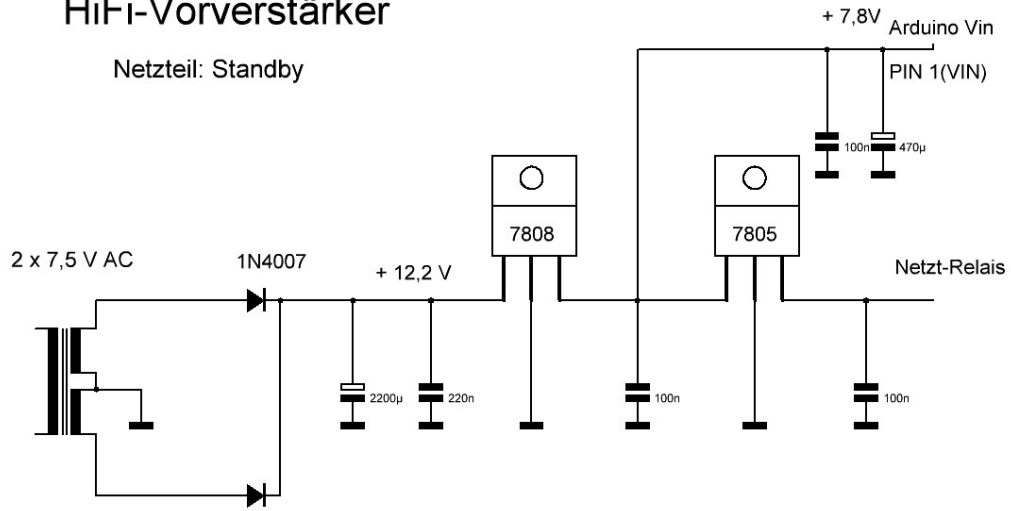 HiFi-Vorverstärker
Netzteil: Standby
+ 7,8V
Arduino Vin
PIN 1(VIN)
100n
470µ
7808
7805
2 x 7,5 V AC
1N4007
+ 12,2 V
Netzt-Relais
2200µ
220n
100n
100n